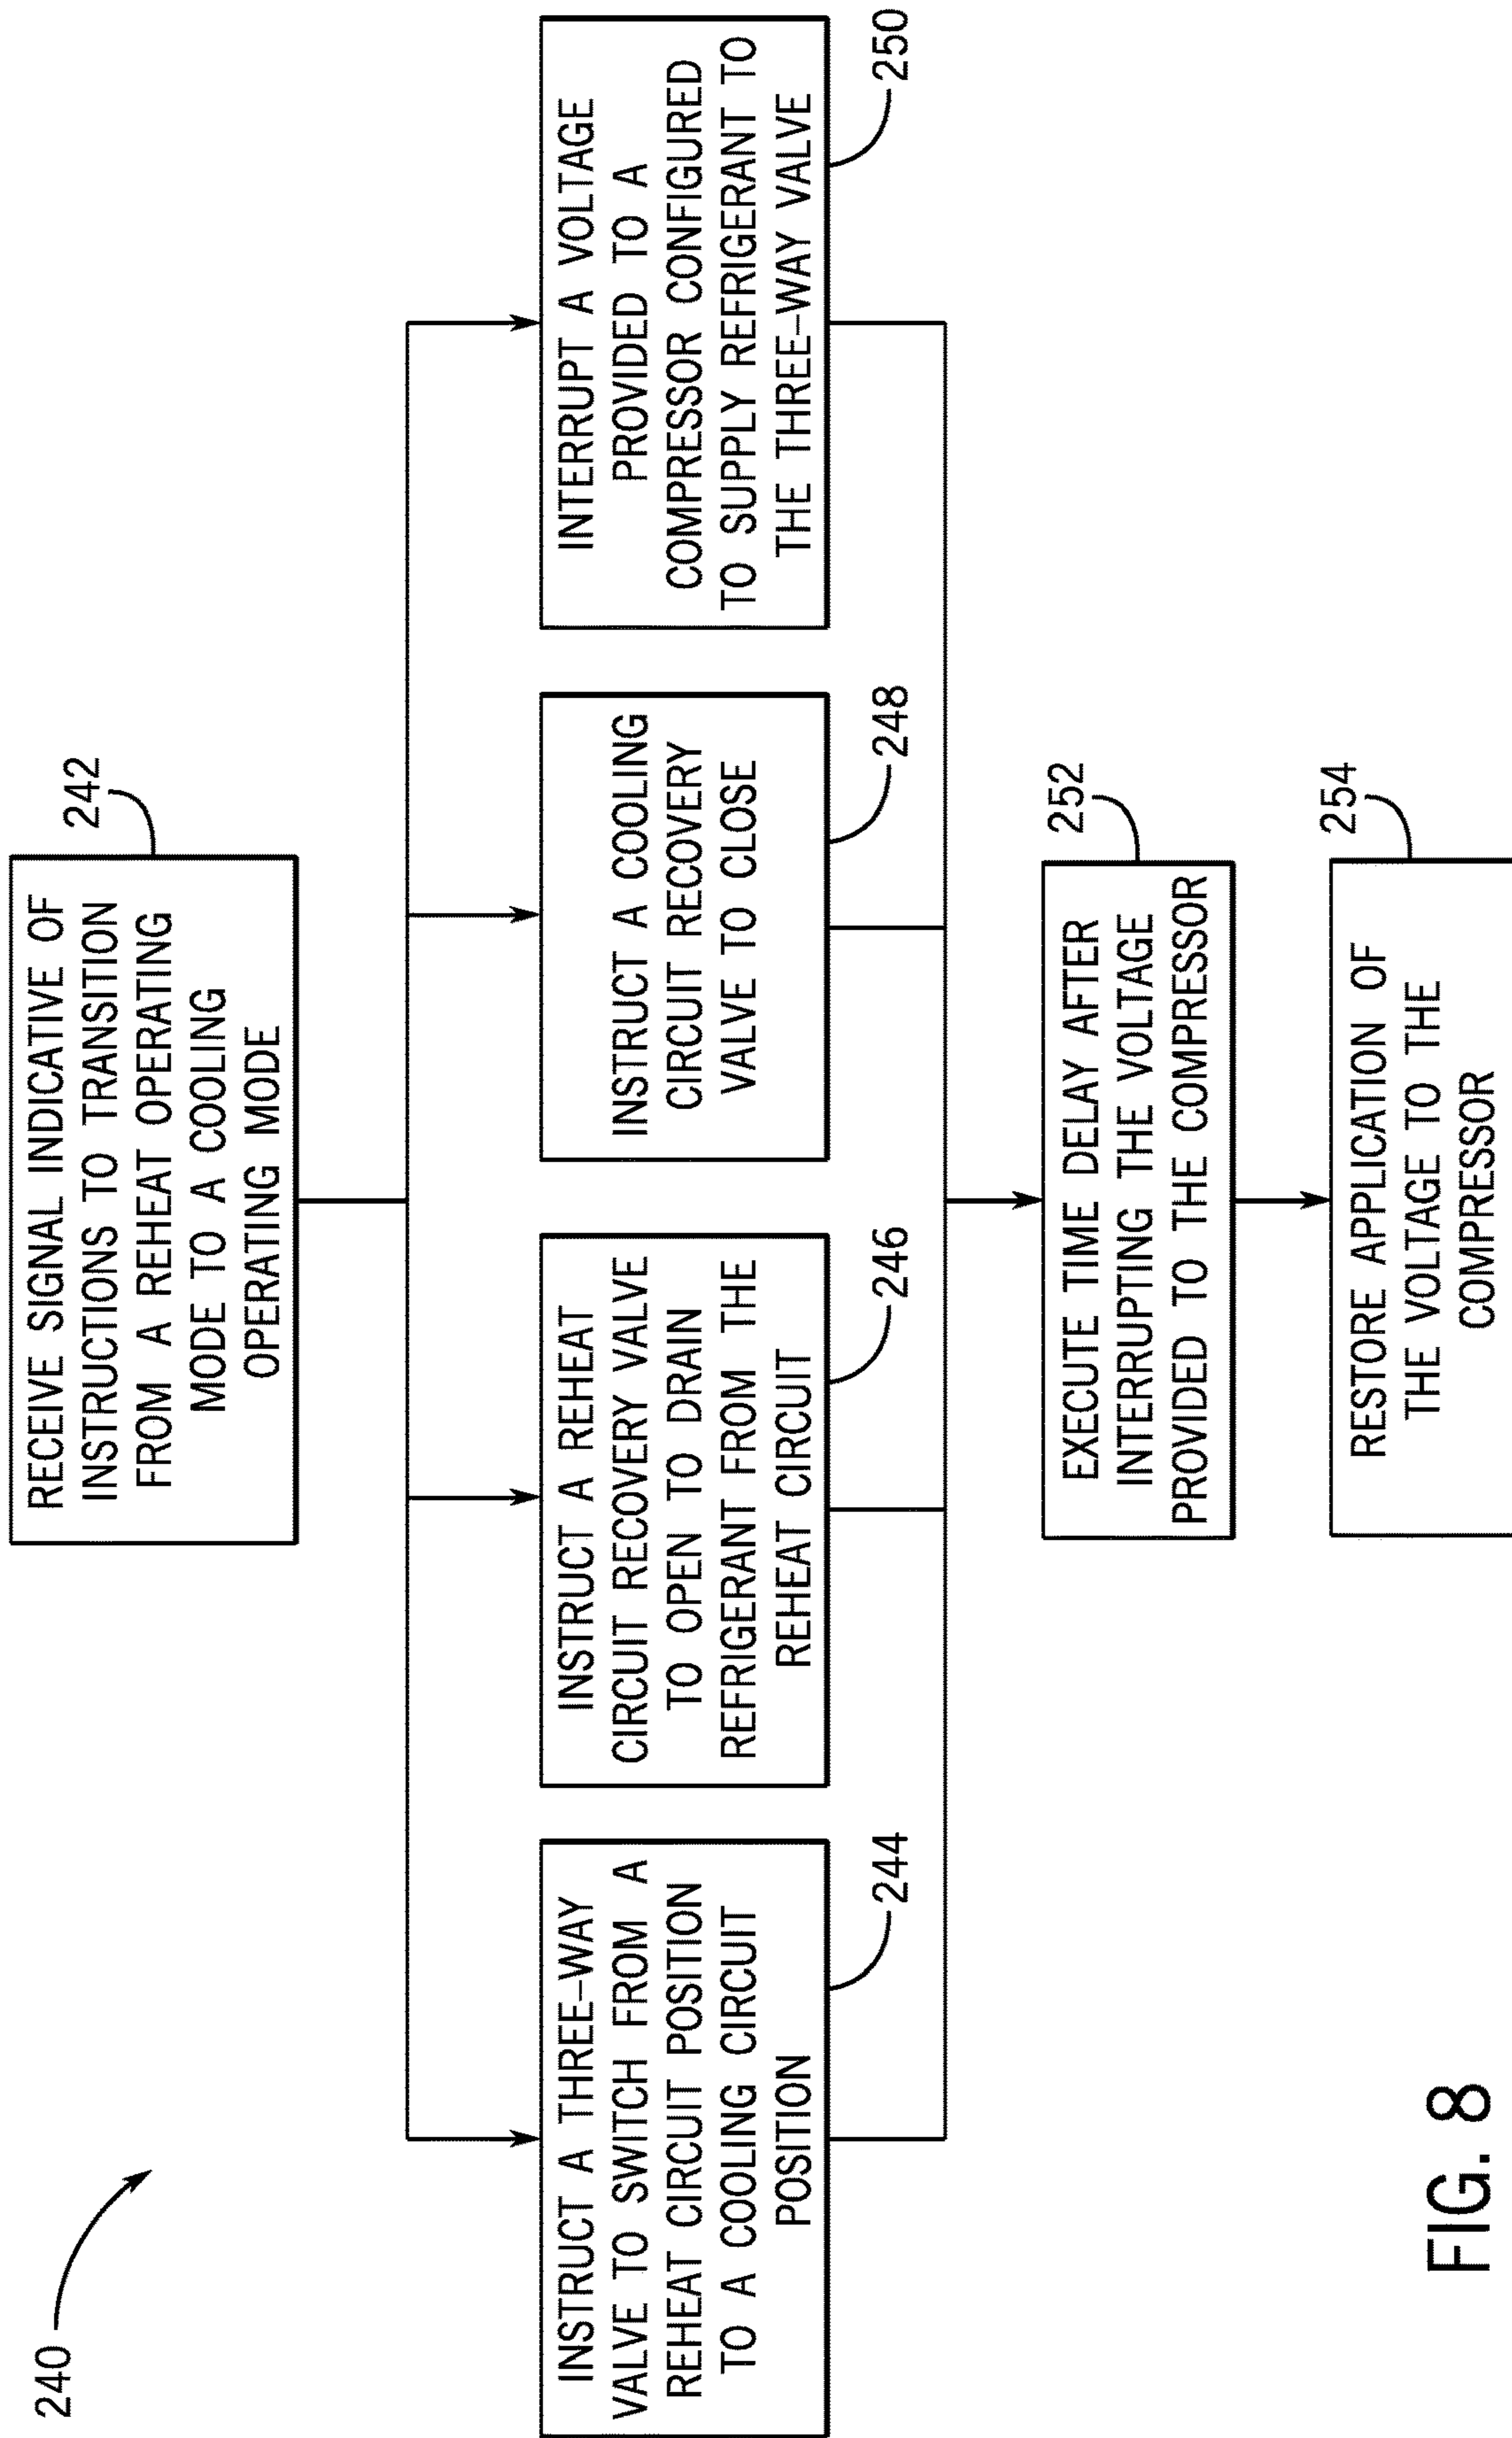 240
RECEIVE SIGNAL INDICATIVE OF
INSTRUCTIONS TO TRANSITION
FROM A REHEAT OPERATING
MODE TO A COOLING
OPERATING MODE
242
INSTRUCT A THREE-WAY
VALVE TO SWITCH FROM A
REHEAT CIRCUIT POSITION
TO A COOLING CIRCUIT
POSITION
244
INSTRUCT A REHEAT
CIRCUIT RECOVERY VALVE
TO OPEN TO DRAIN
REFRIGERANT FROM THE
REHEAT CIRCUIT
246
INSTRUCT A COOLING
CIRCUIT RECOVERY
VALVE TO CLOSE
248
INTERRUPT A VOLTAGE
PROVIDED TO A
COMPRESSOR CONFIGURED
TO SUPPLY REFRIGERANT TO
THE THREE-WAY VALVE
250
EXECUTE TIME DELAY AFTER
INTERRUPTING THE VOLTAGE
PROVIDED TO THE COMPRESSOR
252
RESTORE APPLICATION OF
THE VOLTAGE TO THE
COMPRESSOR
254
FIG. 8